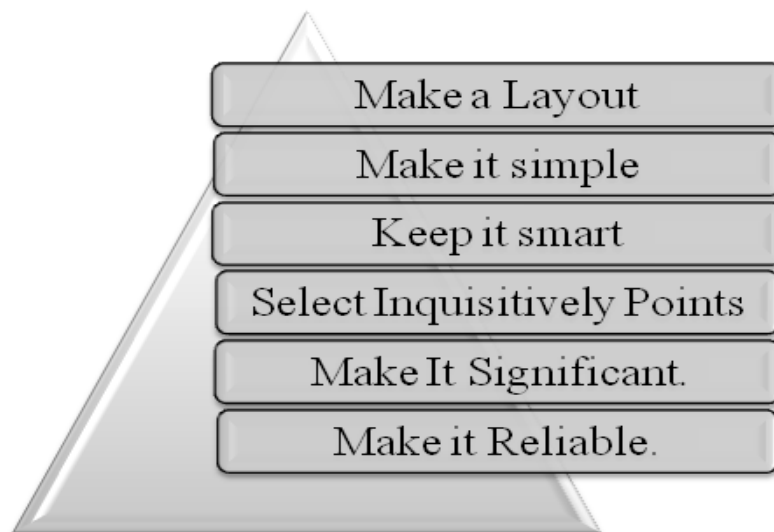 Make a Layout
Make it simple
Keep it smart
Select Inquisitively Points
Make It Significant.
Make it Reliable.